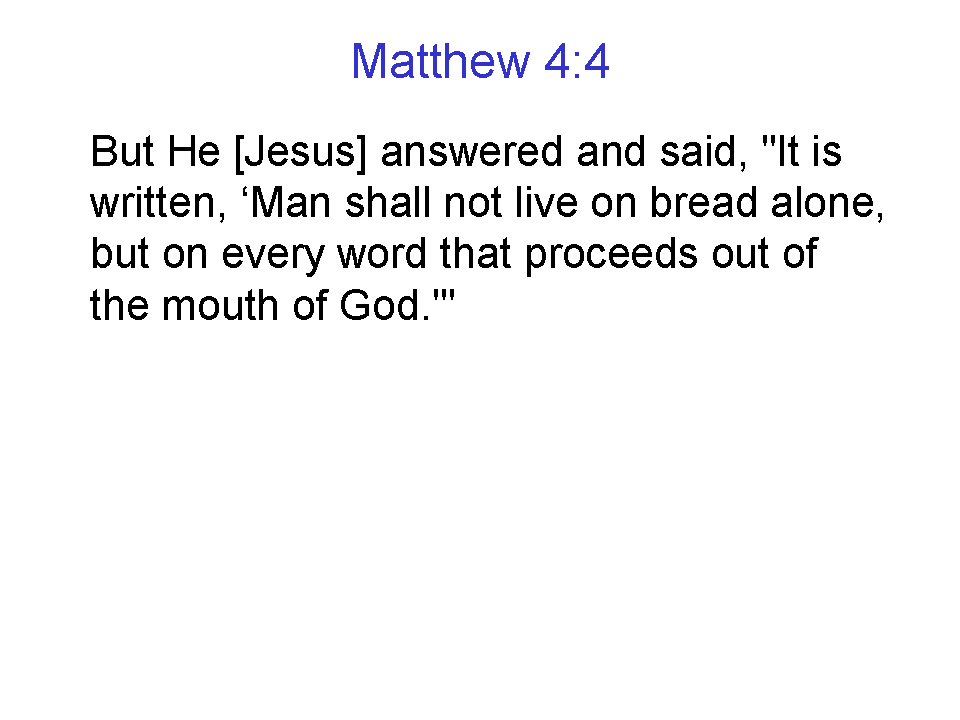 Matthew 4:4
But He [Jesus] answered and said, "It is
written, ‘Man shall not live on bread alone,
but on every word that proceeds out of
the mouth of God.'"